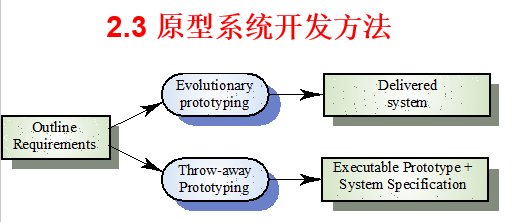 2.3 原型系统开发方法
Evolutionary
prototyping
Delivered
system
Outline
Requirements
Throw-away
Prototyping
Executable Prototype +
System Specification